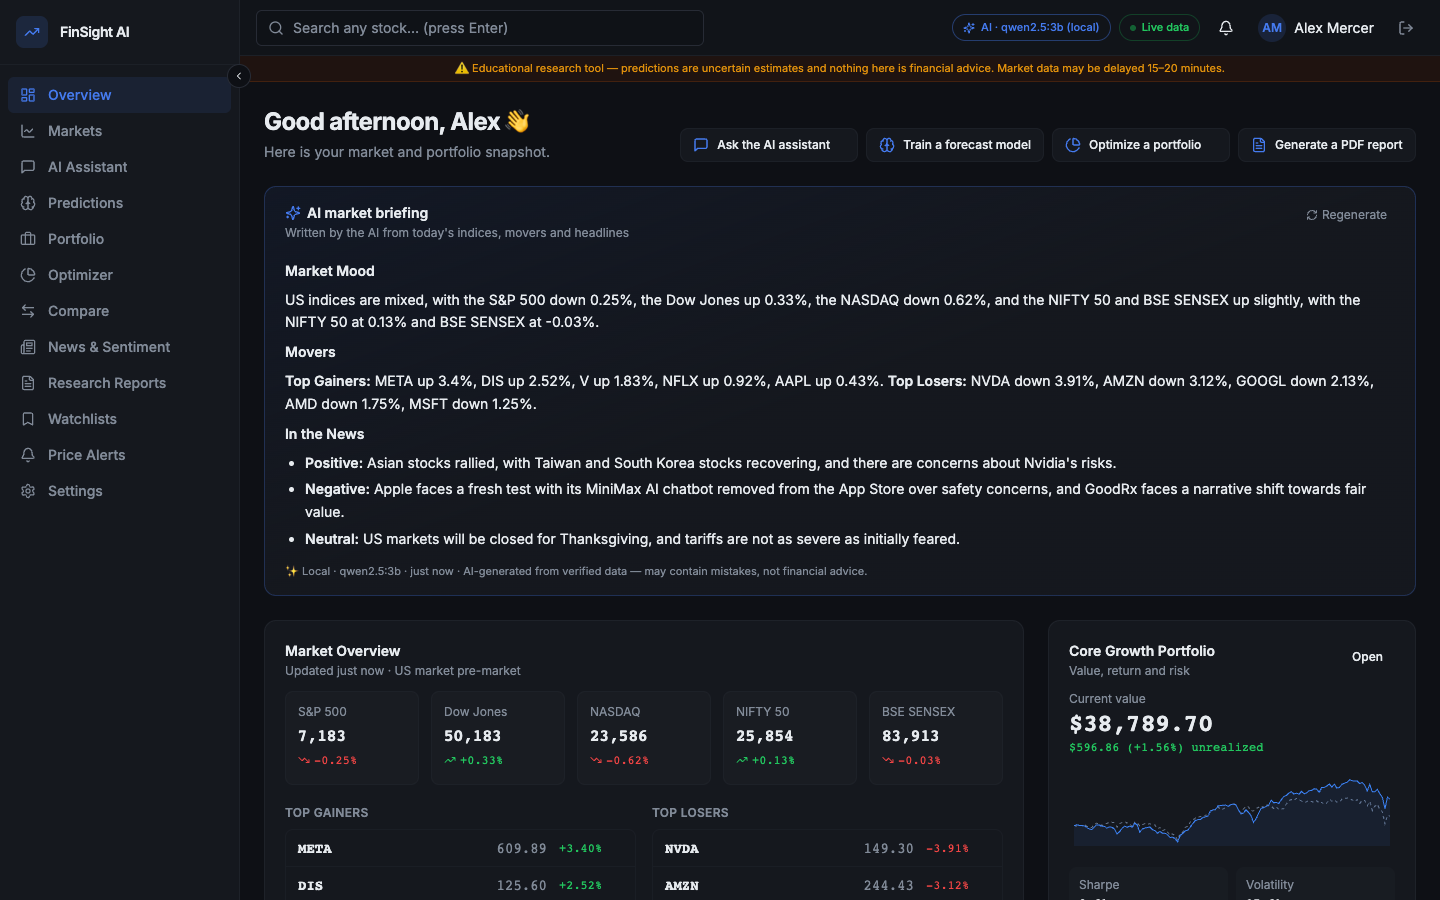 FinSight AI
Search any stock... (press Enter)
AI · qwen2.5:3b (local)
Live data
AM
Alex Mercer
⚠️ Educational research tool — predictions are uncertain estimates and nothing here is financial advice. Market data may be delayed 15–20 minutes.
Overview
Markets
AI Assistant
Predictions
Portfolio
Optimizer
Compare
News & Sentiment
Research Reports
Watchlists
Price Alerts
Settings
Good afternoon, Alex 👋
Here is your market and portfolio snapshot.
Ask the AI assistant
Train a forecast model
Optimize a portfolio
Generate a PDF report
AI market briefing
Written by the AI from today's indices, movers and headlines
Regenerate
Market Mood
US indices are mixed, with the S&P 500 down 0.25%, the Dow Jones up 0.33%, the NASDAQ down 0.62%, and the NIFTY 50 and BSE SENSEX up slightly, with the
NIFTY 50 at 0.13% and BSE SENSEX at -0.03%.
Movers
Top Gainers: META up 3.4%, DIS up 2.52%, V up 1.83%, NFLX up 0.92%, AAPL up 0.43%. Top Losers: NVDA down 3.91%, AMZN down 3.12%, GOOGL down 2.13%,
AMD down 1.75%, MSFT down 1.25%.
In the News
• Positive: Asian stocks rallied, with Taiwan and South Korea stocks recovering, and there are concerns about Nvidia's risks.
• Negative: Apple faces a fresh test with its MiniMax AI chatbot removed from the App Store over safety concerns, and GoodRx faces a narrative shift towards fair
value.
• Neutral: US markets will be closed for Thanksgiving, and tariffs are not as severe as initially feared.
✨ Local · qwen2.5:3b · just now · AI-generated from verified data — may contain mistakes, not financial advice.
Market Overview
Updated just now · US market pre-market
S&P 500
7,183
-0.25%
Dow Jones
50,183
+0.33%
NASDAQ
23,586
-0.62%
NIFTY 50
25,854
+0.13%
BSE SENSEX
83,913
-0.03%
TOP GAINERS
META 609.89 +3.40%
DIS 125.60 +2.52%
TOP LOSERS
NVDA 149.30 -3.91%
AMZN 244.43 -3.12%
Core Growth Portfolio
Value, return and risk
Open
Current value
$38,789.70
$596.86 (+1.56%) unrealized
Sharpe
Volatility